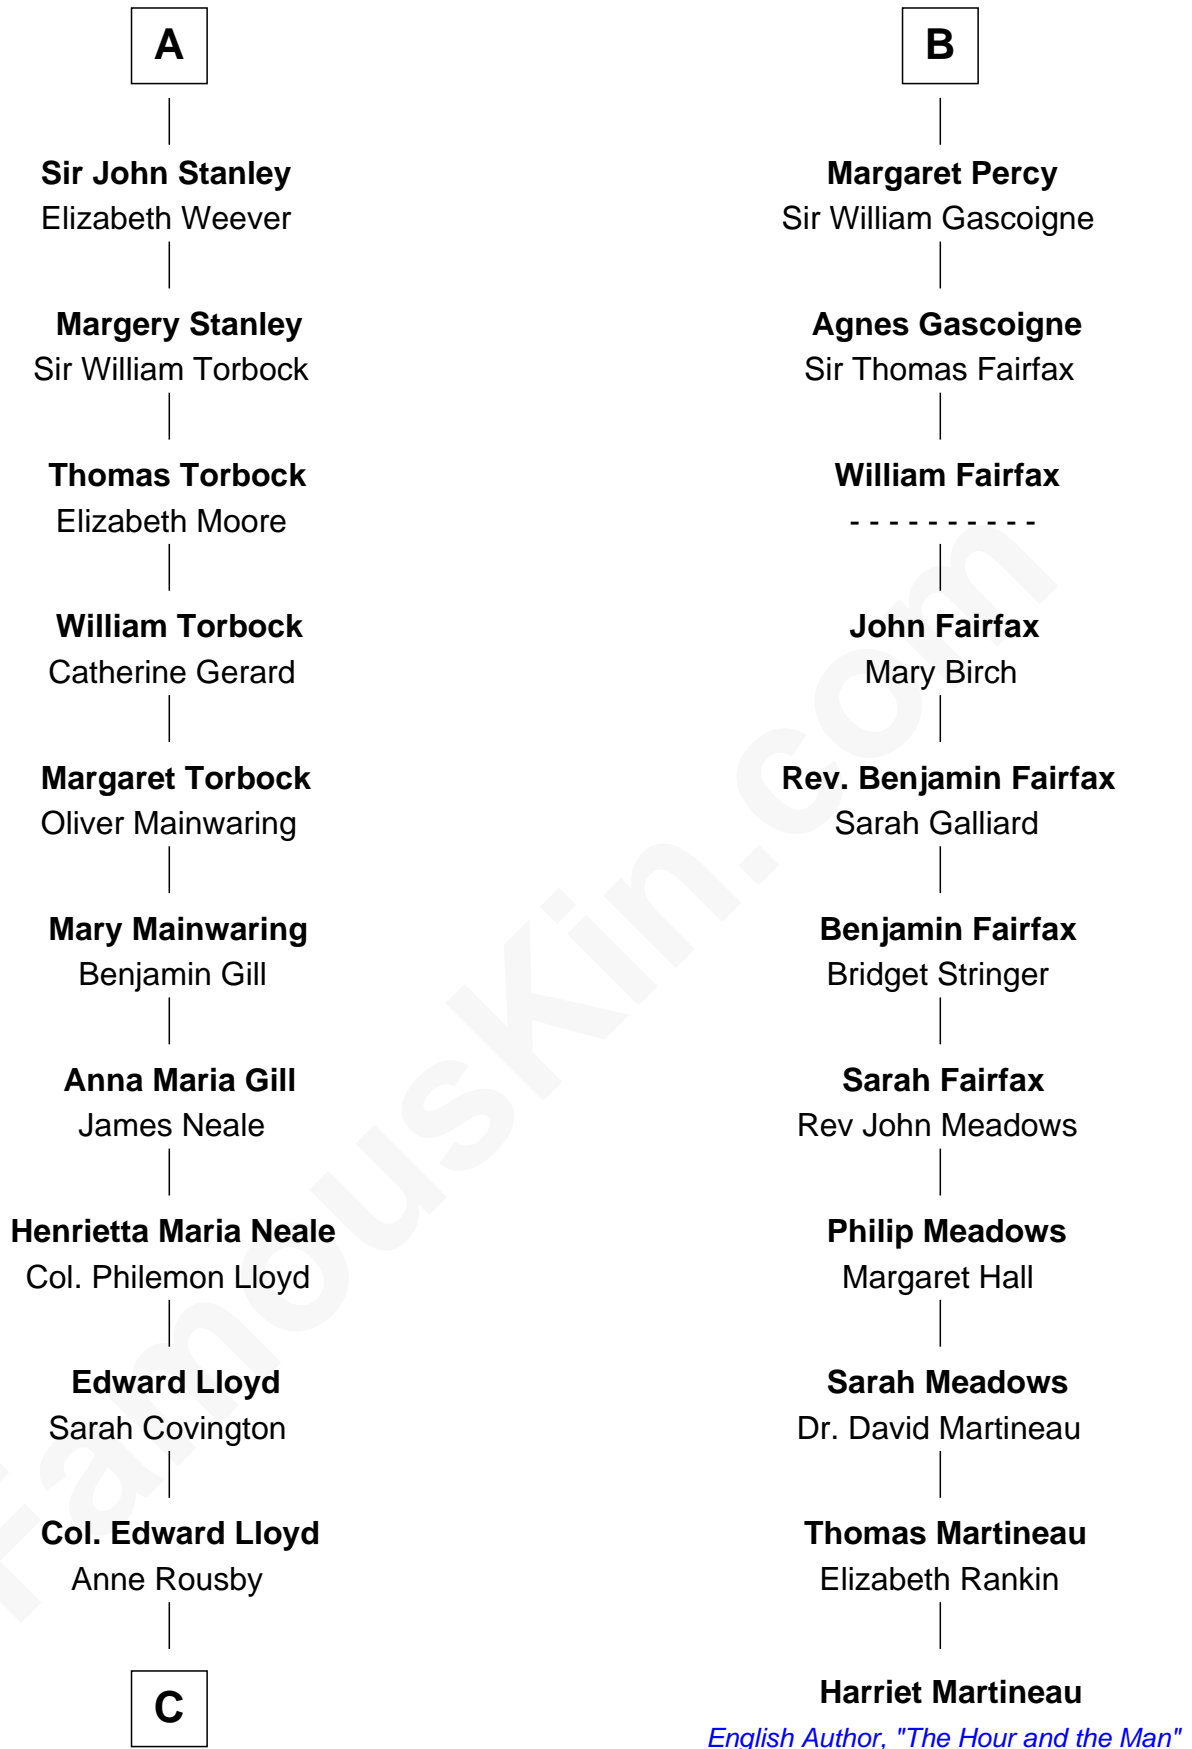 A
Sir John Stanley
Elizabeth Weever
Margery Stanley
Sir William Torbock
Thomas Torbock
Elizabeth Moore
William Torbock
Catherine Gerard
Margaret Torbock
Oliver Mainwaring
Mary Mainwaring
Benjamin Gill
Anna Maria Gill
James Neale
Henrietta Maria Neale
Col. Philemon Lloyd
Edward Lloyd
Sarah Covington
Col. Edward Lloyd
Anne Rousby
C
B
Margaret Percy
Sir William Gascoigne
Agnes Gascoigne
Sir Thomas Fairfax
William Fairfax
- - - - - - - - - -
John Fairfax
Mary Birch
Rev. Benjamin Fairfax
Sarah Galliard
Benjamin Fairfax
Bridget Stringer
Sarah Fairfax
Rev John Meadows
Philip Meadows
Margaret Hall
Sarah Meadows
Dr. David Martineau
Thomas Martineau
Elizabeth Rankin
Harriet Martineau
English Author, "The Hour and the Man"
FamousKin.com